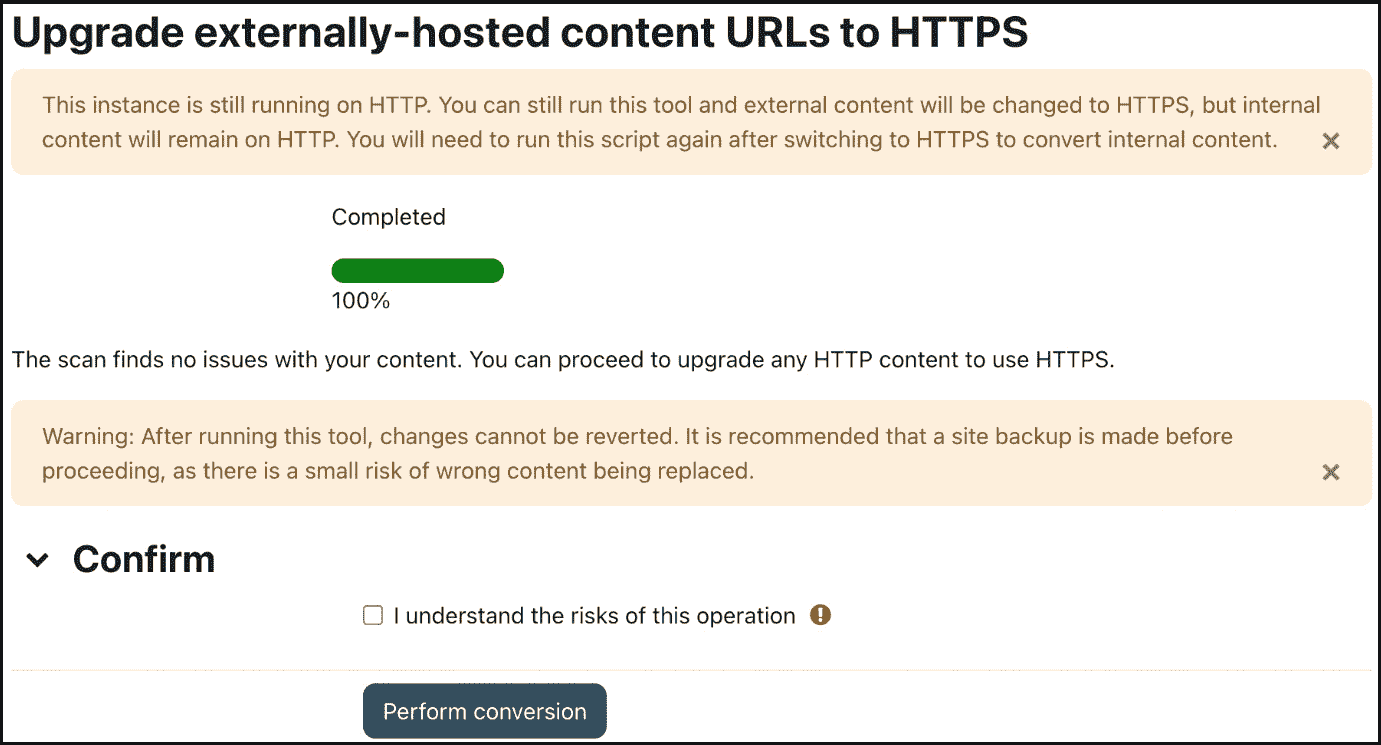 Upgrade externally-hosted content URLs to HTTPS
This instance is still running on HTTP. You can still run this tool and external content will be changed to HTTPS, but internal
content will remain on HTTP. You will need to run this script again after switching to HTTPS to convert internal content.
Completed
100%
The scan finds no issues with your content. You can proceed to upgrade any HTTP content to use HTTPS.
Warning: After running this tool, changes cannot be reverted. It is recommended that a site backup is made before
proceeding, as there is a small risk of wrong content being replaced.
Confirm
I understand the risks of this operation
Perform conversion